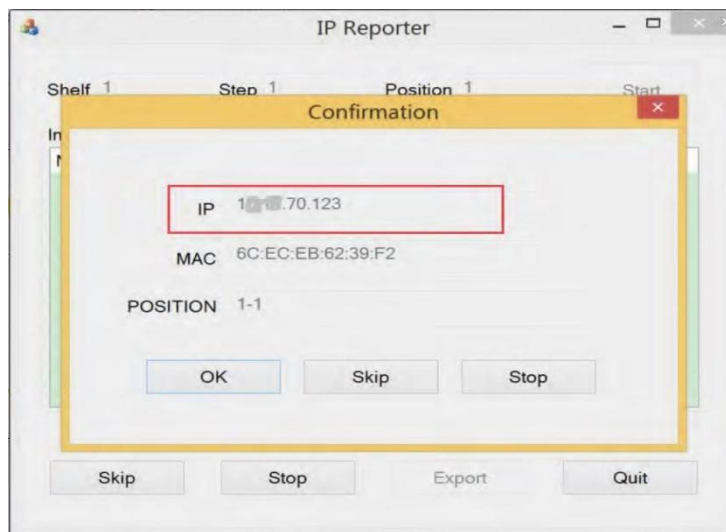 IP Reporter
Shelf 1 Step 1 Position 1 Start
Confirmation
IP .70.123
MAC 6C:EC:EB:62:39:F2
POSITION 1-1
OK Skip Stop
Skip Stop Export Quit